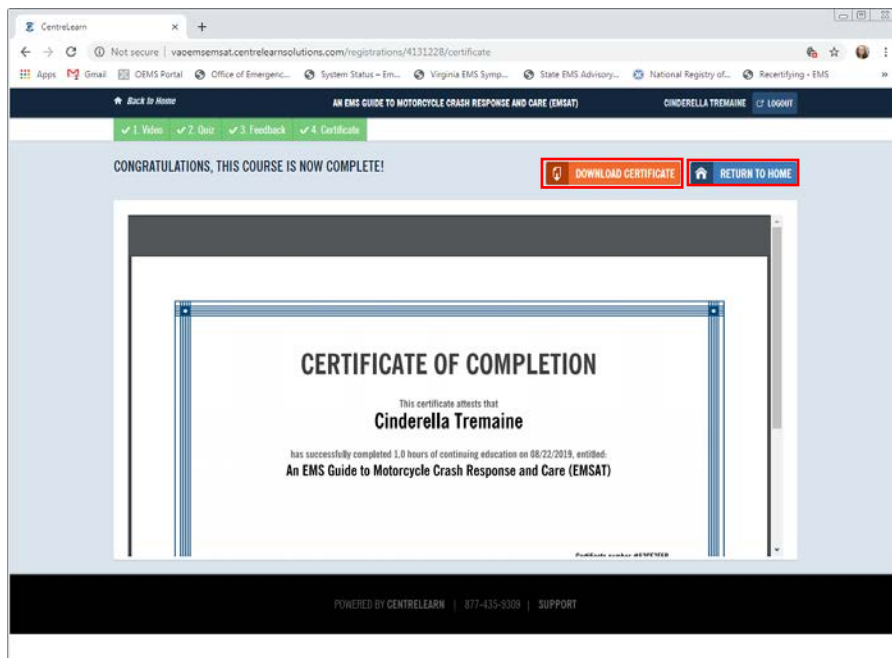 CentreLearn
Not secure | vaoemsemsat.centrelearnsolutions.com/registrations/4131228/certificate
Apps Gmail OEMS Portal Office of Emergenc... System Status – Em... Virginia EMS Symp... State EMS Advisory... National Registry of... Recertifying - EMS »
Back to Home AN EMS GUIDE TO MOTORCYCLE CRASH RESPONSE AND CARE (EMSAT) CINDERELLA TREMAINE LOGOUT
1. Video 2. Quiz 3. Feedback 4. Certificate
CONGRATULATIONS, THIS COURSE IS NOW COMPLETE! DOWNLOAD CERTIFICATE RETURN TO HOME
CERTIFICATE OF COMPLETION
This certificate attests that
Cinderella Tremaine
has successfully completed 1.0 hours of continuing education on 08/22/2019, entitled:
An EMS Guide to Motorcycle Crash Response and Care (EMSAT)
Certificate number
POWERED BY CENTRELEARN | 877-435-9309 | SUPPORT